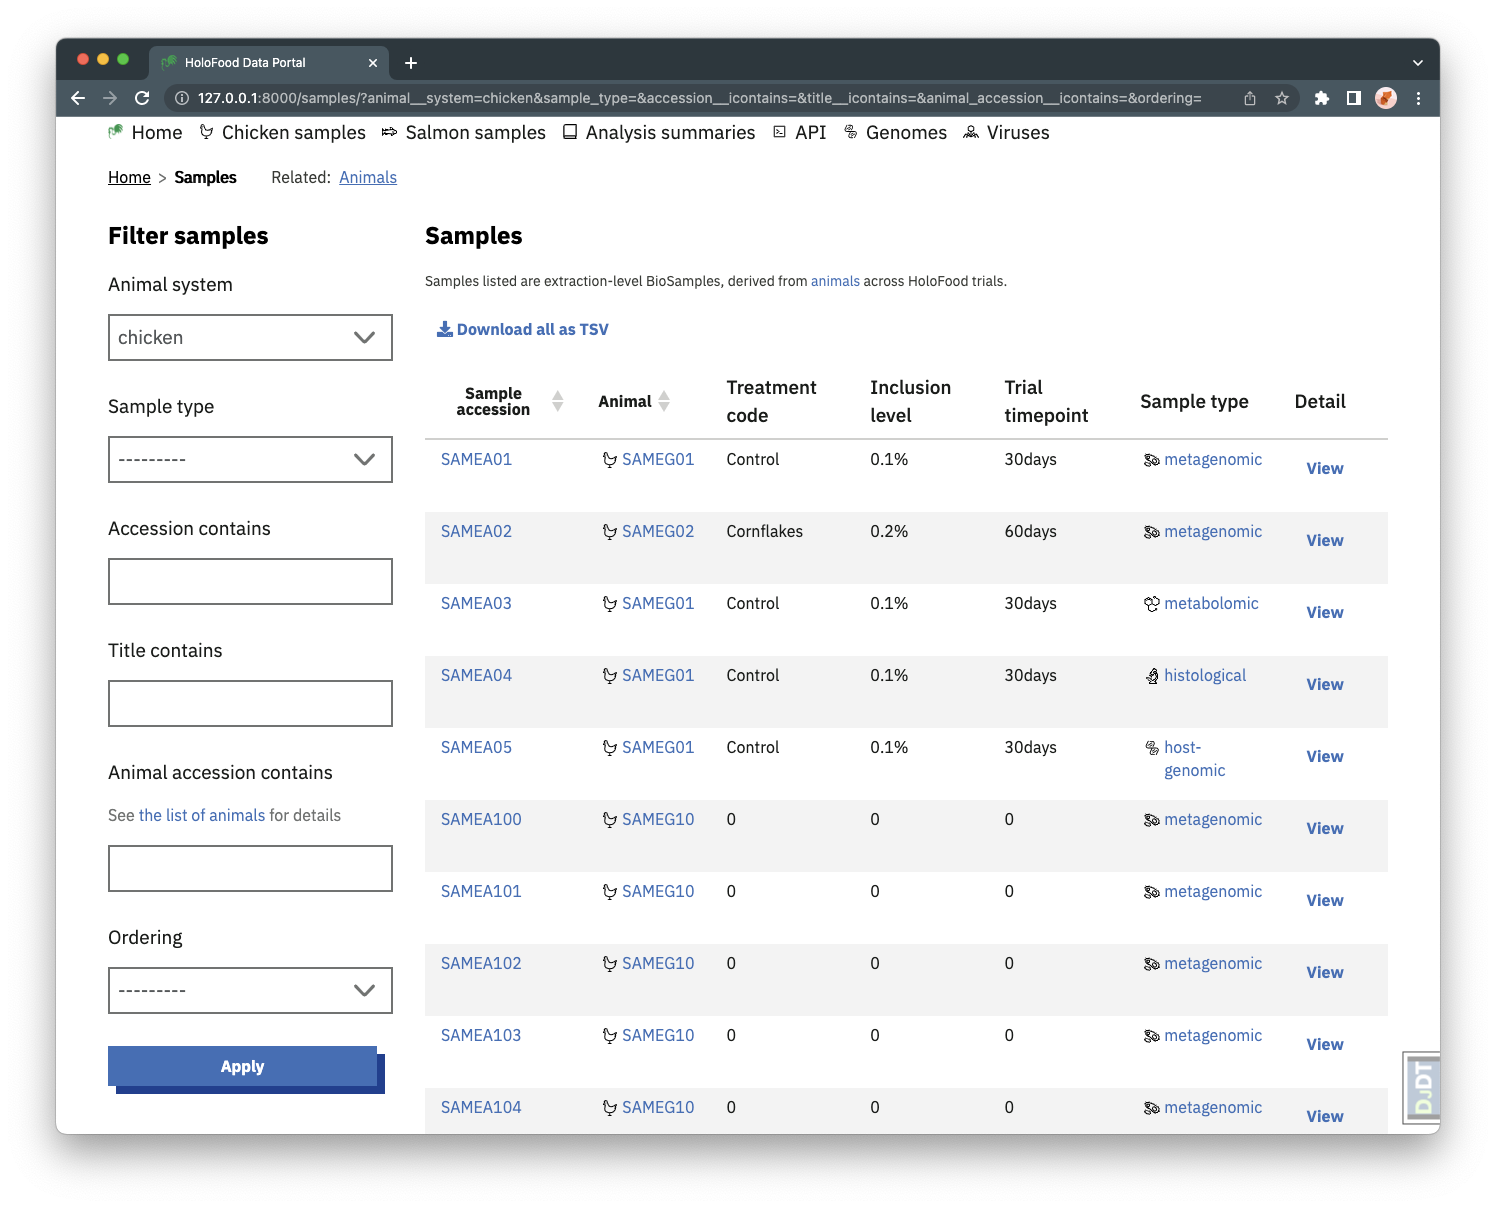 HoloFood Data Portal
127.0.0.1:8000/samples/?animal__system=chicken&sample_type=&accession__icontains=&title__icontains=&animal_accession__icontains=&ordering=
Home Chicken samples Salmon samples Analysis summaries API Genomes Viruses
Home > Samples Related: Animals
Filter samples
Animal system
chicken
Sample type
---------
Accession contains
Title contains
Animal accession contains
See the list of animals for details
Ordering
---------
Apply
Samples
Samples listed are extraction-level BioSamples, derived from animals across HoloFood trials.
Download all as TSV
Sample accession Animal Treatment code Inclusion level Trial timepoint Sample type Detail
SAMEA01 SAMEG01 Control 0.1% 30days metagenomic View
SAMEA02 SAMEG02 Cornflakes 0.2% 60days metagenomic View
SAMEA03 SAMEG01 Control 0.1% 30days metabolomic View
SAMEA04 SAMEG01 Control 0.1% 30days histological View
SAMEA05 SAMEG01 Control 0.1% 30days host-genomic View
SAMEA100 SAMEG10 0 0 0 metagenomic View
SAMEA101 SAMEG10 0 0 0 metagenomic View
SAMEA102 SAMEG10 0 0 0 metagenomic View
SAMEA103 SAMEG10 0 0 0 metagenomic View
SAMEA104 SAMEG10 0 0 0 metagenomic View
DJDT